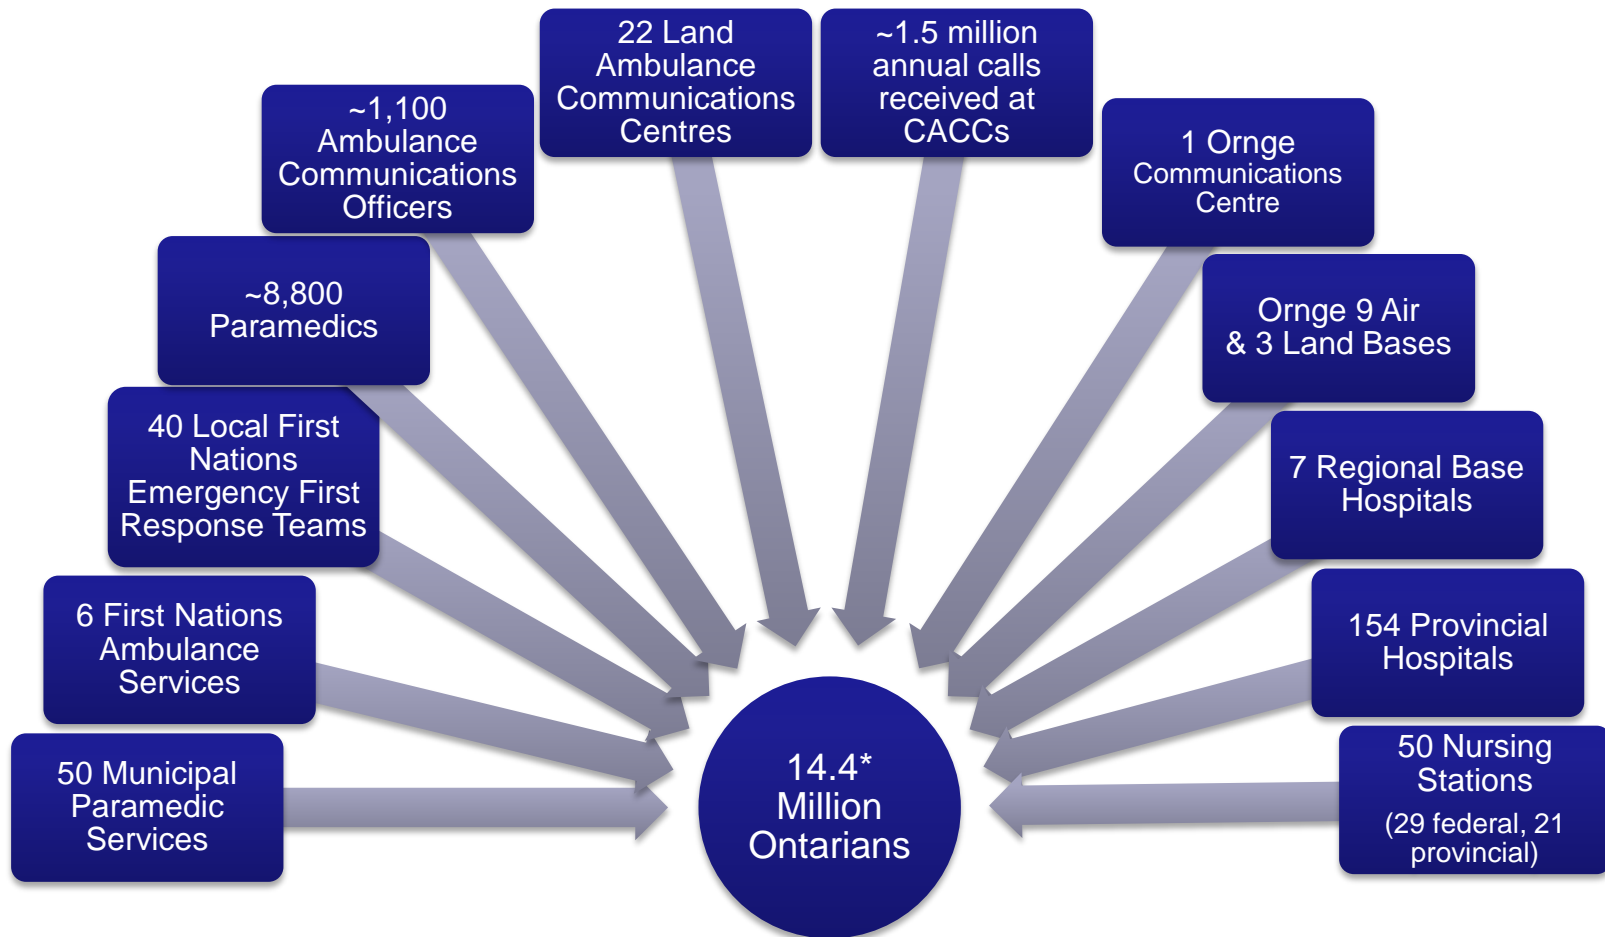 22 Land
Ambulance
Communications
Centres
~1.5 million
annual calls
received at
CACCs
~1,100
Ambulance
Communications
Officers
1 Ornge
Communications
Centre
~8,800
Paramedics
Ornge 9 Air
& 3 Land Bases
40 Local First
Nations
Emergency First
Response Teams
7 Regional Base
Hospitals
6 First Nations
Ambulance
Services
154 Provincial
Hospitals
50 Municipal
Paramedic
Services
14.4*
Million
Ontarians
50 Nursing
Stations
(29 federal, 21
provincial)